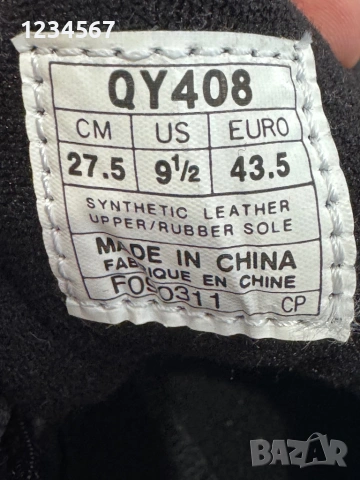 1234567
QY408
CM US EURO
27.5 9½ 43.5
SYNTHETIC LEATHER
UPPER/RUBBER SOLE
MADE IN CHINA
FABRIQUE EN CHINE
FOSO311 CP
BAZAR